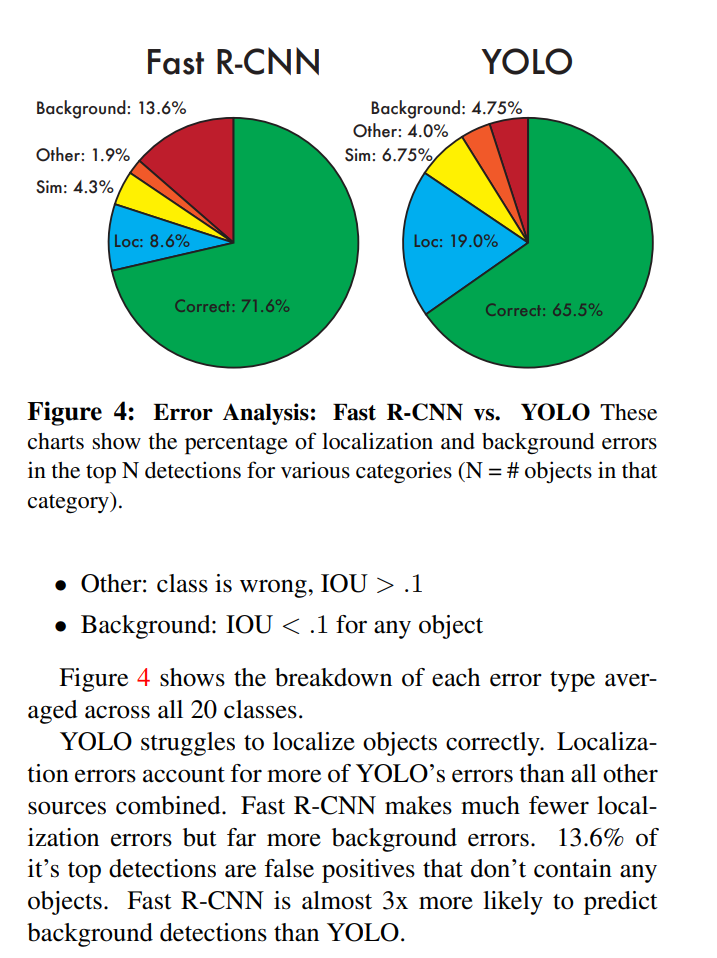 Fast R-CNN
Background: 13.6%
Other: 1.9%
Sim: 4.3%
Loc: 8.6%
Correct: 71.6%
YOLO
Background: 4.75%
Other: 4.0%
Sim: 6.75%
Loc: 19.0%
Correct: 65.5%
Figure 4: Error Analysis: Fast R-CNN vs. YOLO These
charts show the percentage of localization and background errors
in the top N detections for various categories (N = # objects in that
category).
• Other: class is wrong, IOU > .1
• Background: IOU < .1 for any object
Figure 4 shows the breakdown of each error type aver-
aged across all 20 classes.
YOLO struggles to localize objects correctly. Localiza-
tion errors account for more of YOLO's errors than all other
sources combined. Fast R-CNN makes much fewer local-
ization errors but far more background errors. 13.6% of
it's top detections are false positives that don't contain any
objects. Fast R-CNN is almost 3x more likely to predict
background detections than YOLO.